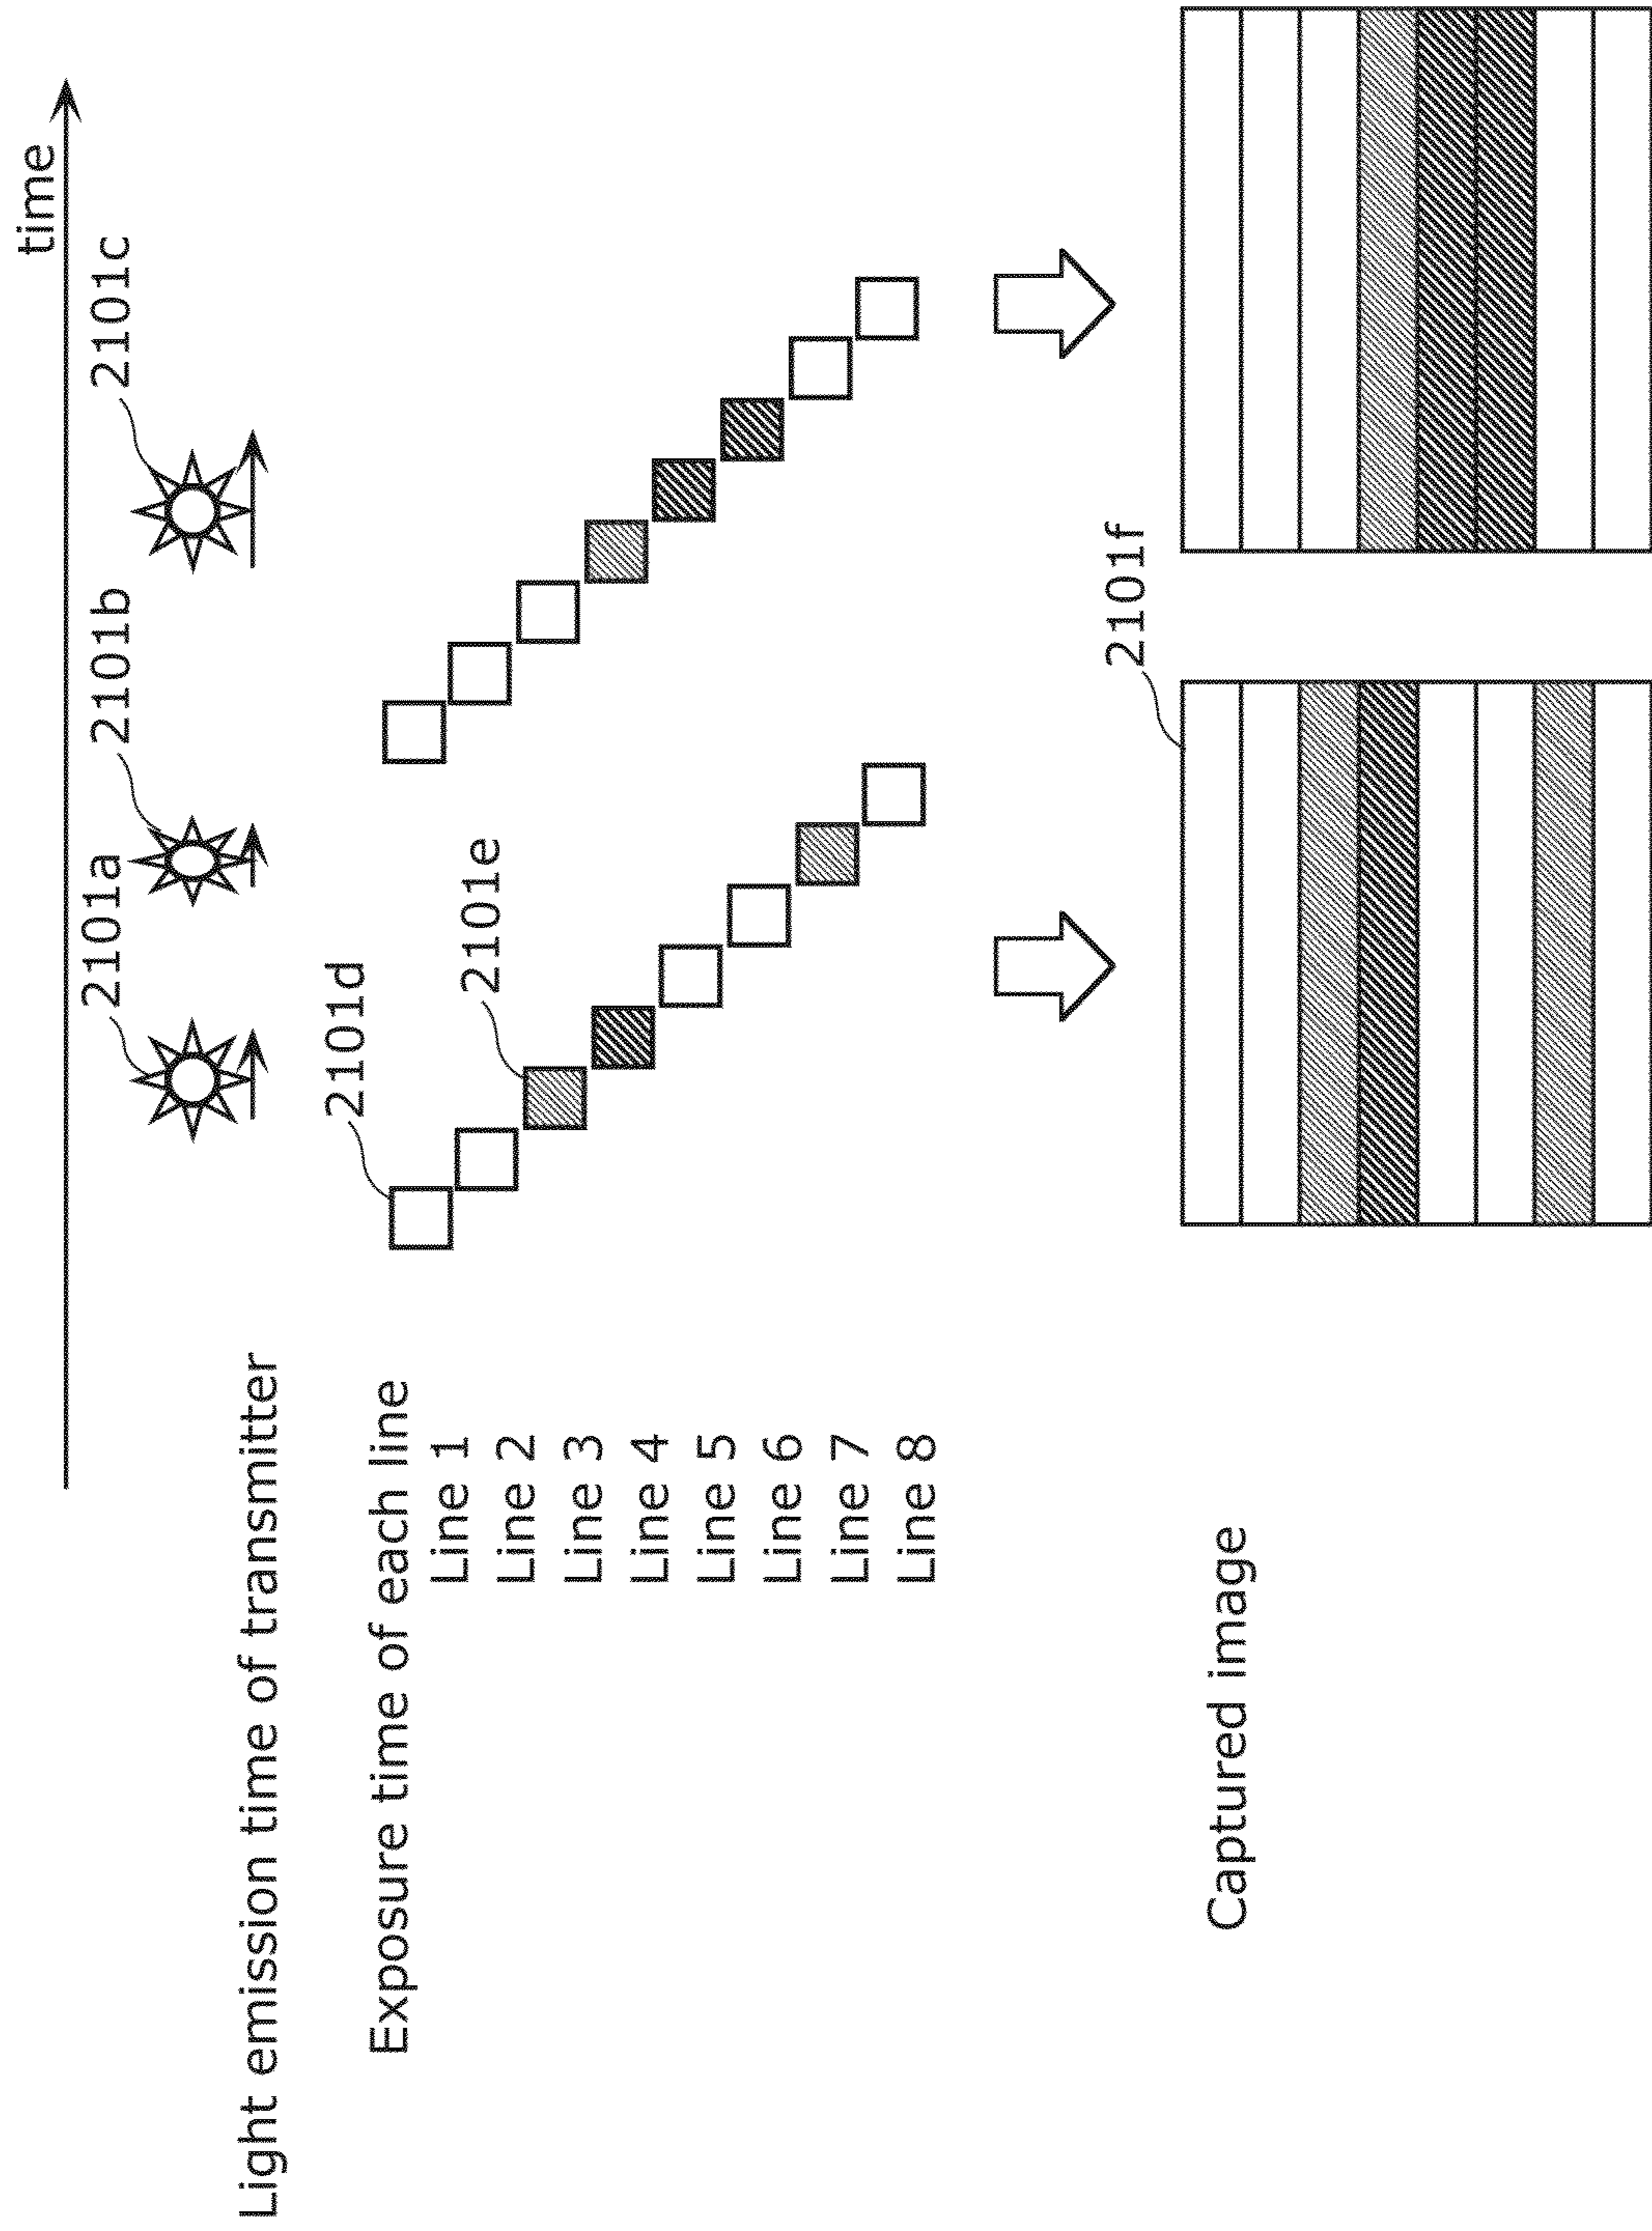 time
2101a
2101b
2101c
Light emission time of transmitter
2101d
2101e
Exposure time of each line
Line 1
Line 2
Line 3
Line 4
Line 5
Line 6
Line 7
Line 8
2101f
Captured image